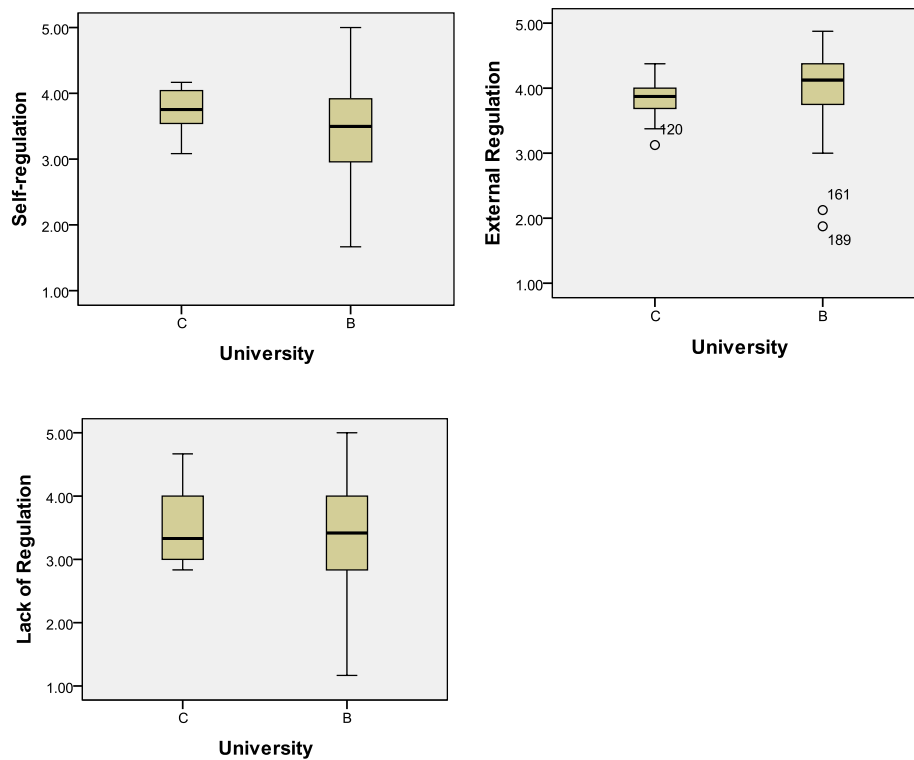 Self-regulation
5.00
4.00
3.00
2.00
1.00
C
B
University
External Regulation
5.00
4.00
3.00
2.00
1.00
120
161
189
C
B
University
Lack of Regulation
5.00
4.00
3.00
2.00
1.00
C
B
University